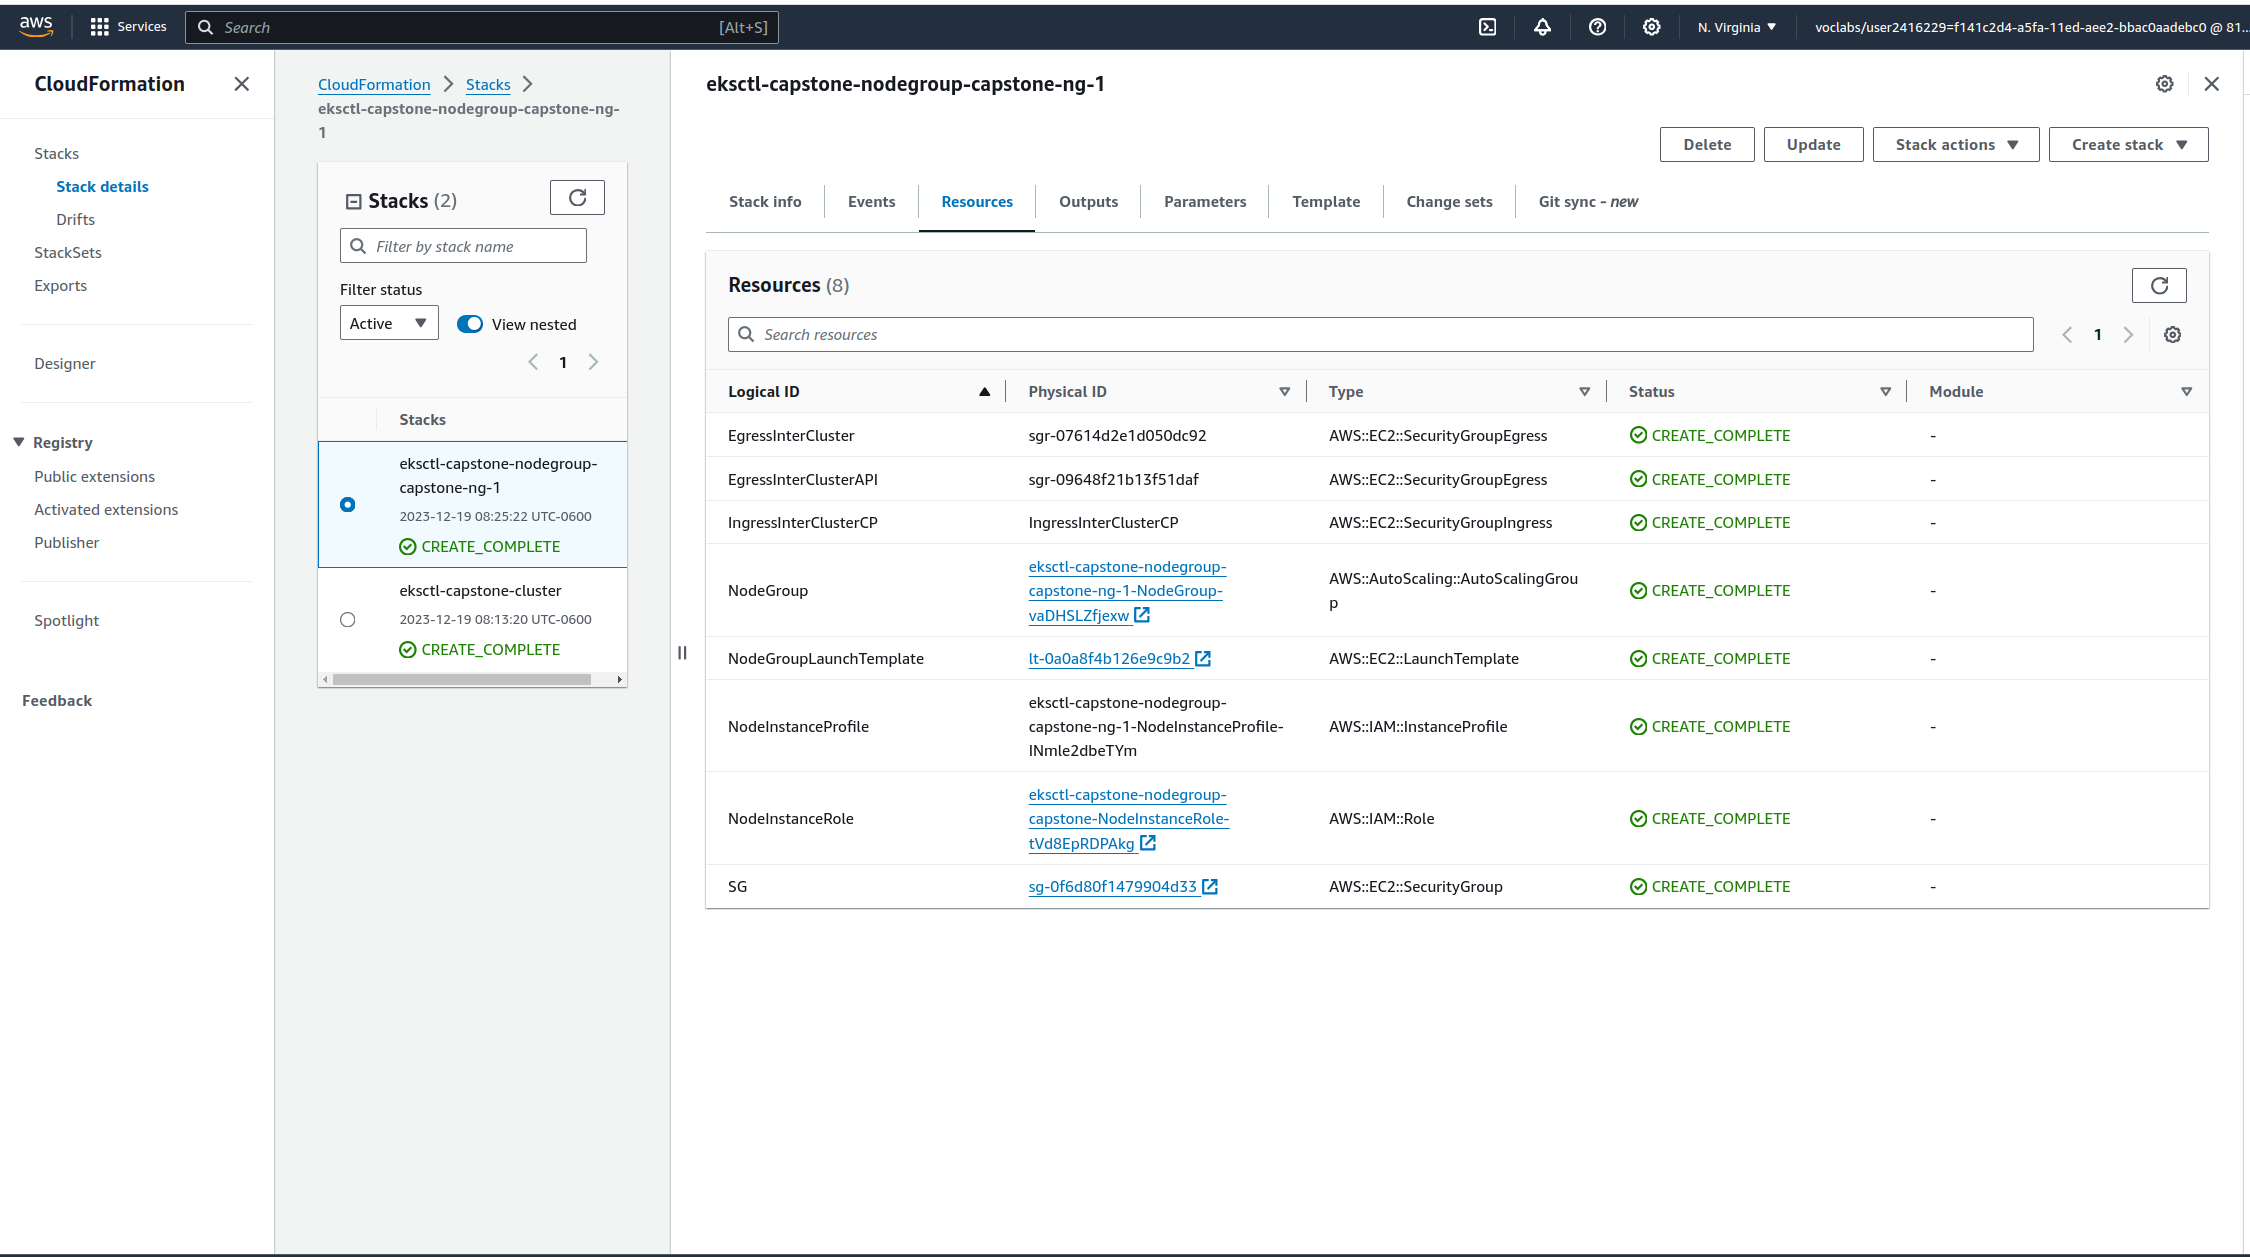 aws
Services
Search
[Alt+S]
N. Virginia
voclabs/user2416229=f141c2d4-a5fa-11ed-aee2-bbac0aadebc0 @ 81...
CloudFormation
Stacks
Stack details
Drifts
StackSets
Exports
Designer
Registry
Public extensions
Activated extensions
Publisher
Spotlight
Feedback
CloudFormation
Stacks
eksctl-capstone-nodegroup-capstone-ng-
1
Stacks (2)
Filter by stack name
Filter status
Active
View nested
1
Stacks
eksctl-capstone-nodegroup-
capstone-ng-1
2023-12-19 08:25:22 UTC-0600
CREATE_COMPLETE
eksctl-capstone-cluster
2023-12-19 08:13:20 UTC-0600
CREATE_COMPLETE
eksctl-capstone-nodegroup-capstone-ng-1
Delete
Update
Stack actions
Create stack
Stack info
Events
Resources
Outputs
Parameters
Template
Change sets
Git sync - new
Resources (8)
Search resources
1
Logical ID
Physical ID
Type
Status
Module
EgressInterCluster
sgr-07614d2e1d050dc92
AWS::EC2::SecurityGroupEgress
CREATE_COMPLETE
-
EgressInterClusterAPI
sgr-09648f21b13f51daf
AWS::EC2::SecurityGroupEgress
CREATE_COMPLETE
-
IngressInterClusterCP
IngressInterClusterCP
AWS::EC2::SecurityGroupIngress
CREATE_COMPLETE
-
NodeGroup
eksctl-capstone-nodegroup-
capstone-ng-1-NodeGroup-
vaDHSLZfjexw
AWS::AutoScaling::AutoScalingGrou
p
CREATE_COMPLETE
-
NodeGroupLaunchTemplate
lt-0a0a8f4b126e9c9b2
AWS::EC2::LaunchTemplate
CREATE_COMPLETE
-
NodeInstanceProfile
eksctl-capstone-nodegroup-
capstone-ng-1-NodeInstanceProfile-
INmle2dbeTYm
AWS::IAM::InstanceProfile
CREATE_COMPLETE
-
NodeInstanceRole
eksctl-capstone-nodegroup-
capstone-NodeInstanceRole-
tVd8EpRDPAkg
AWS::IAM::Role
CREATE_COMPLETE
-
SG
sg-0f6d80f1479904d33
AWS::EC2::SecurityGroup
CREATE_COMPLETE
-